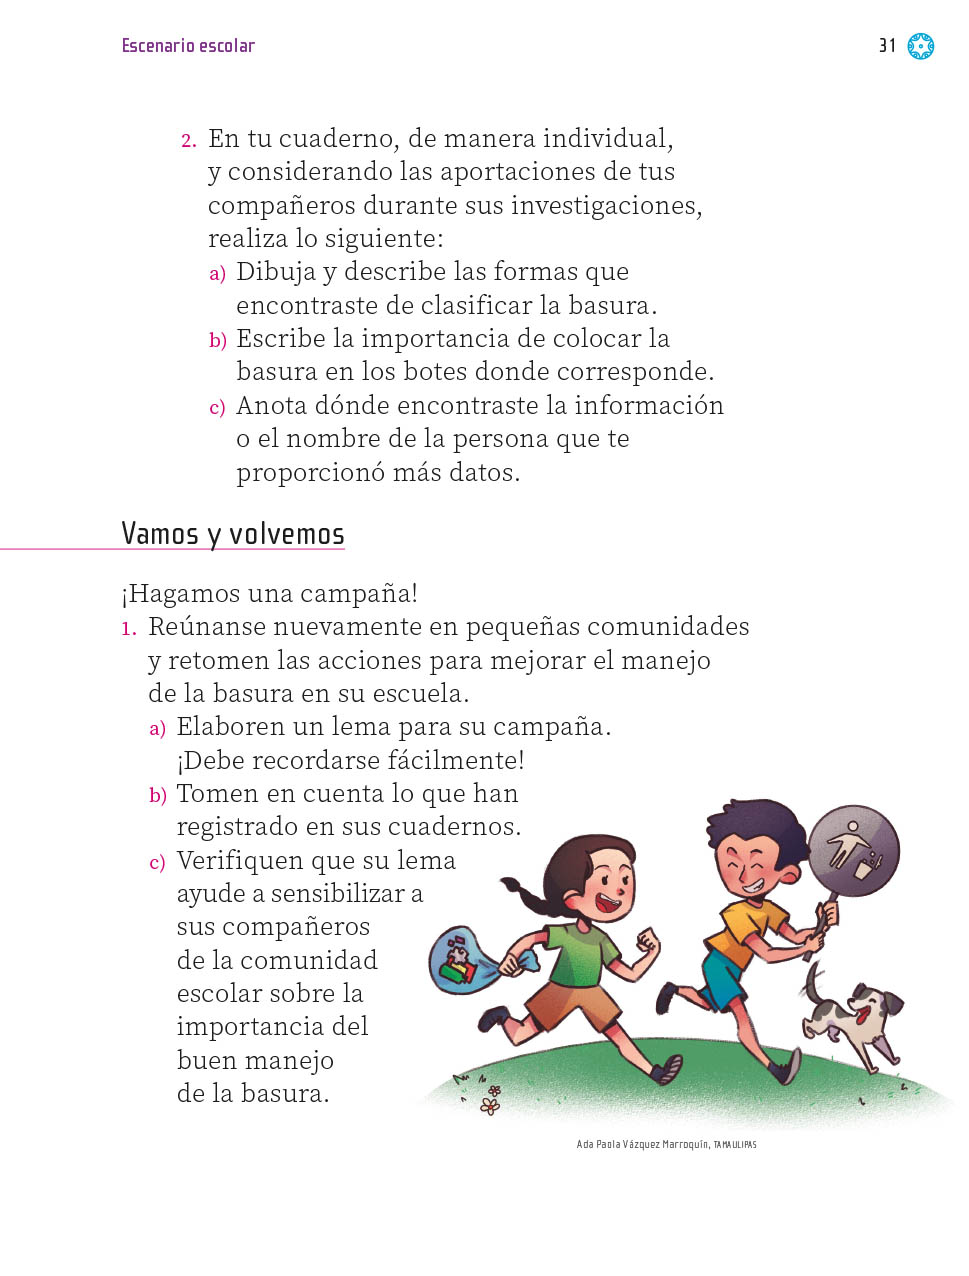 Escenario escolar
31
2. En tu cuaderno, de manera individual,
y considerando las aportaciones de tus
compañeros durante sus investigaciones,
realiza lo siguiente:
a) Dibuja y describe las formas que
encontraste de clasificar la basura.
b) Escribe la importancia de colocar la
basura en los botes donde corresponde.
c) Anota dónde encontraste la información
o el nombre de la persona que te
proporcionó más datos.
Vamos y volvemos
¡Hagamos una campaña!
1. Reúnanse nuevamente en pequeñas comunidades
y retomen las acciones para mejorar el manejo
de la basura en su escuela.
a) Elaboren un lema para su campaña.
¡Debe recordarse fácilmente!
b) Tomen en cuenta lo que han
registrado en sus cuadernos.
c) Verifiquen que su lema
ayude a sensibilizar a
sus compañeros
de la comunidad
escolar sobre la
importancia del
buen manejo
de la basura.
Ada Paola Vázquez Marroquín, TAMAULIPAS